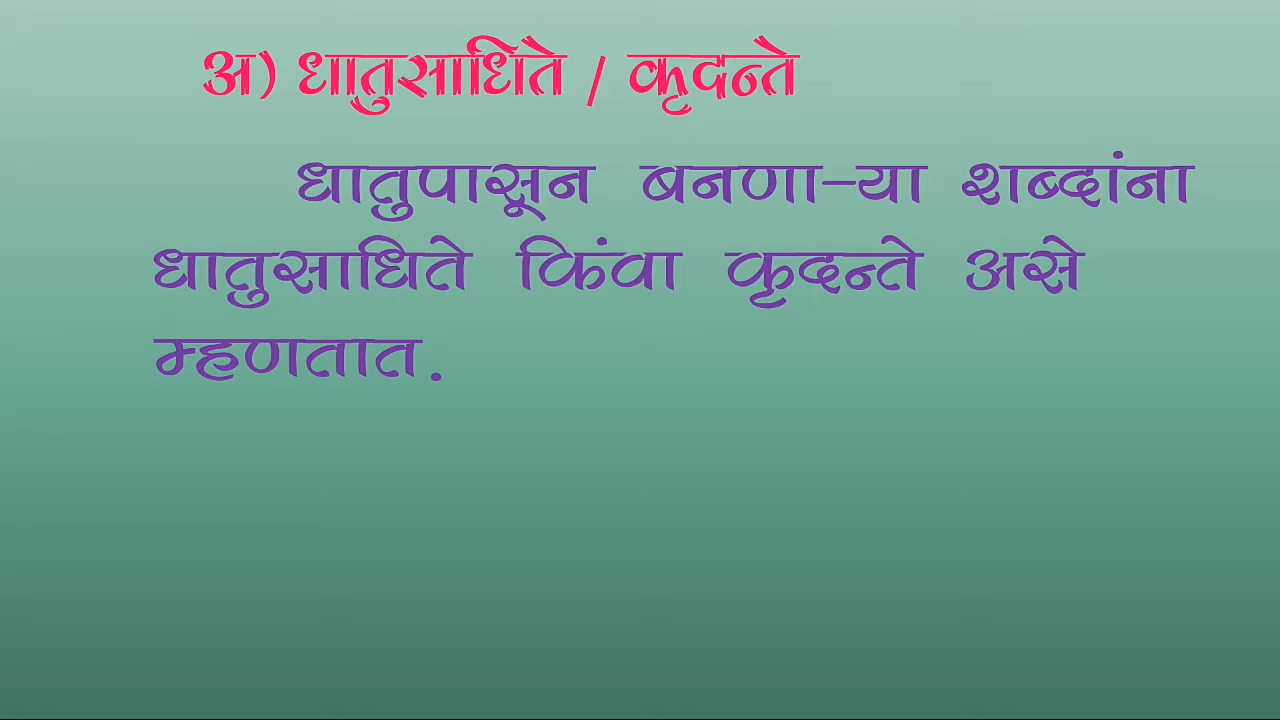 अ) धातुसाधिते / कृदन्ते
धातुपासून बनणा-या शब्दांना
धातुसाधिते किंवा कृदन्ते असे
म्हणतात.